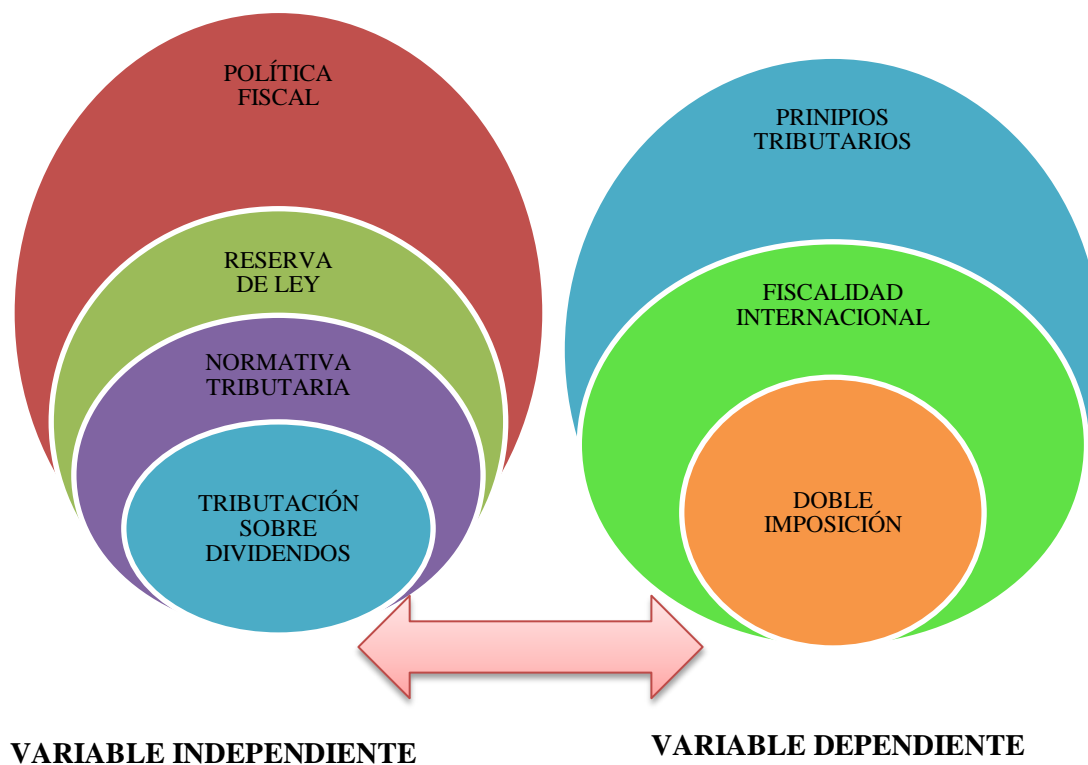 POLÍTICA
FISCAL
RESERVA
DE LEY
NORMATIVA
TRIBUTARIA
TRIBUTACIÓN
SOBRE
DIVIDENDOS
PRINIPIOS
TRIBUTARIOS
FISCALIDAD
INTERNACIONAL
DOBLE
IMPOSICIÓN
VARIABLE INDEPENDIENTE
VARIABLE DEPENDIENTE